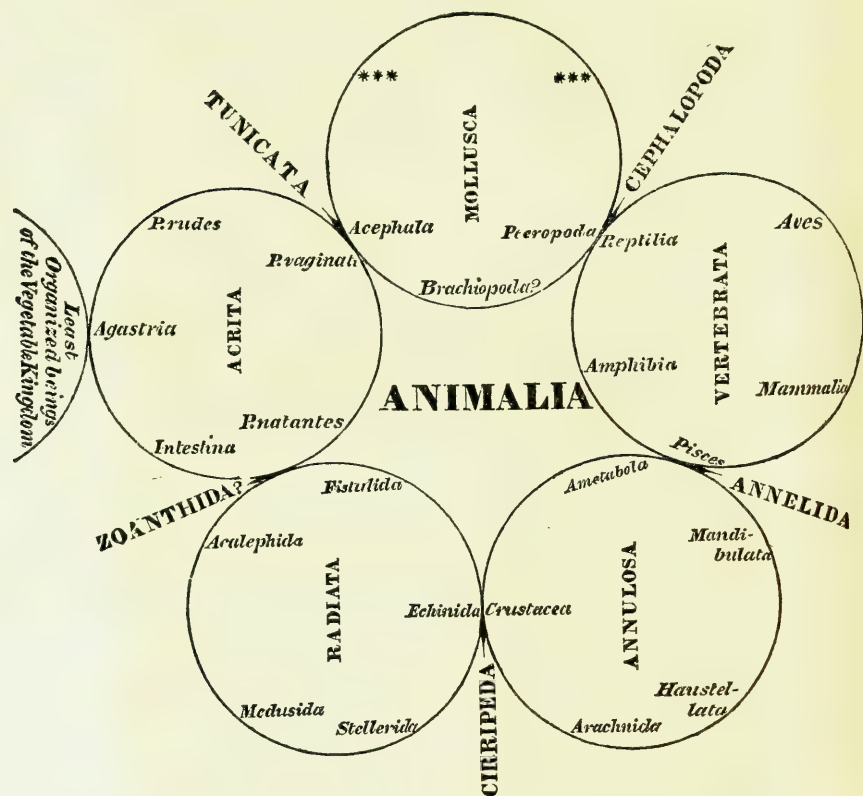 ***
***
TUNICATA
CEPHALOPODA
MOLLUSCA
Acephala
Pteropoda
Brachiopoda?
P.rudes
P.vaginati
Agastria
ACRITA
P.natantes
Intestina
Least
Organized beings
of the Vegetable Kingdom
Reptilia
Aves
VERTEBRATA
Amphibia
Mammalia
Pisces
ANIMALIA
ZOANTHIDA?
ANNELIDA
Fistulida
Acalephida
RADIATA
Echinida
Medusida
Stellerida
Ametabola
Mandi-
bulata
Crustacea
ANNULOSA
Haustel-
lata
Arachnida
CIRRIPEDA